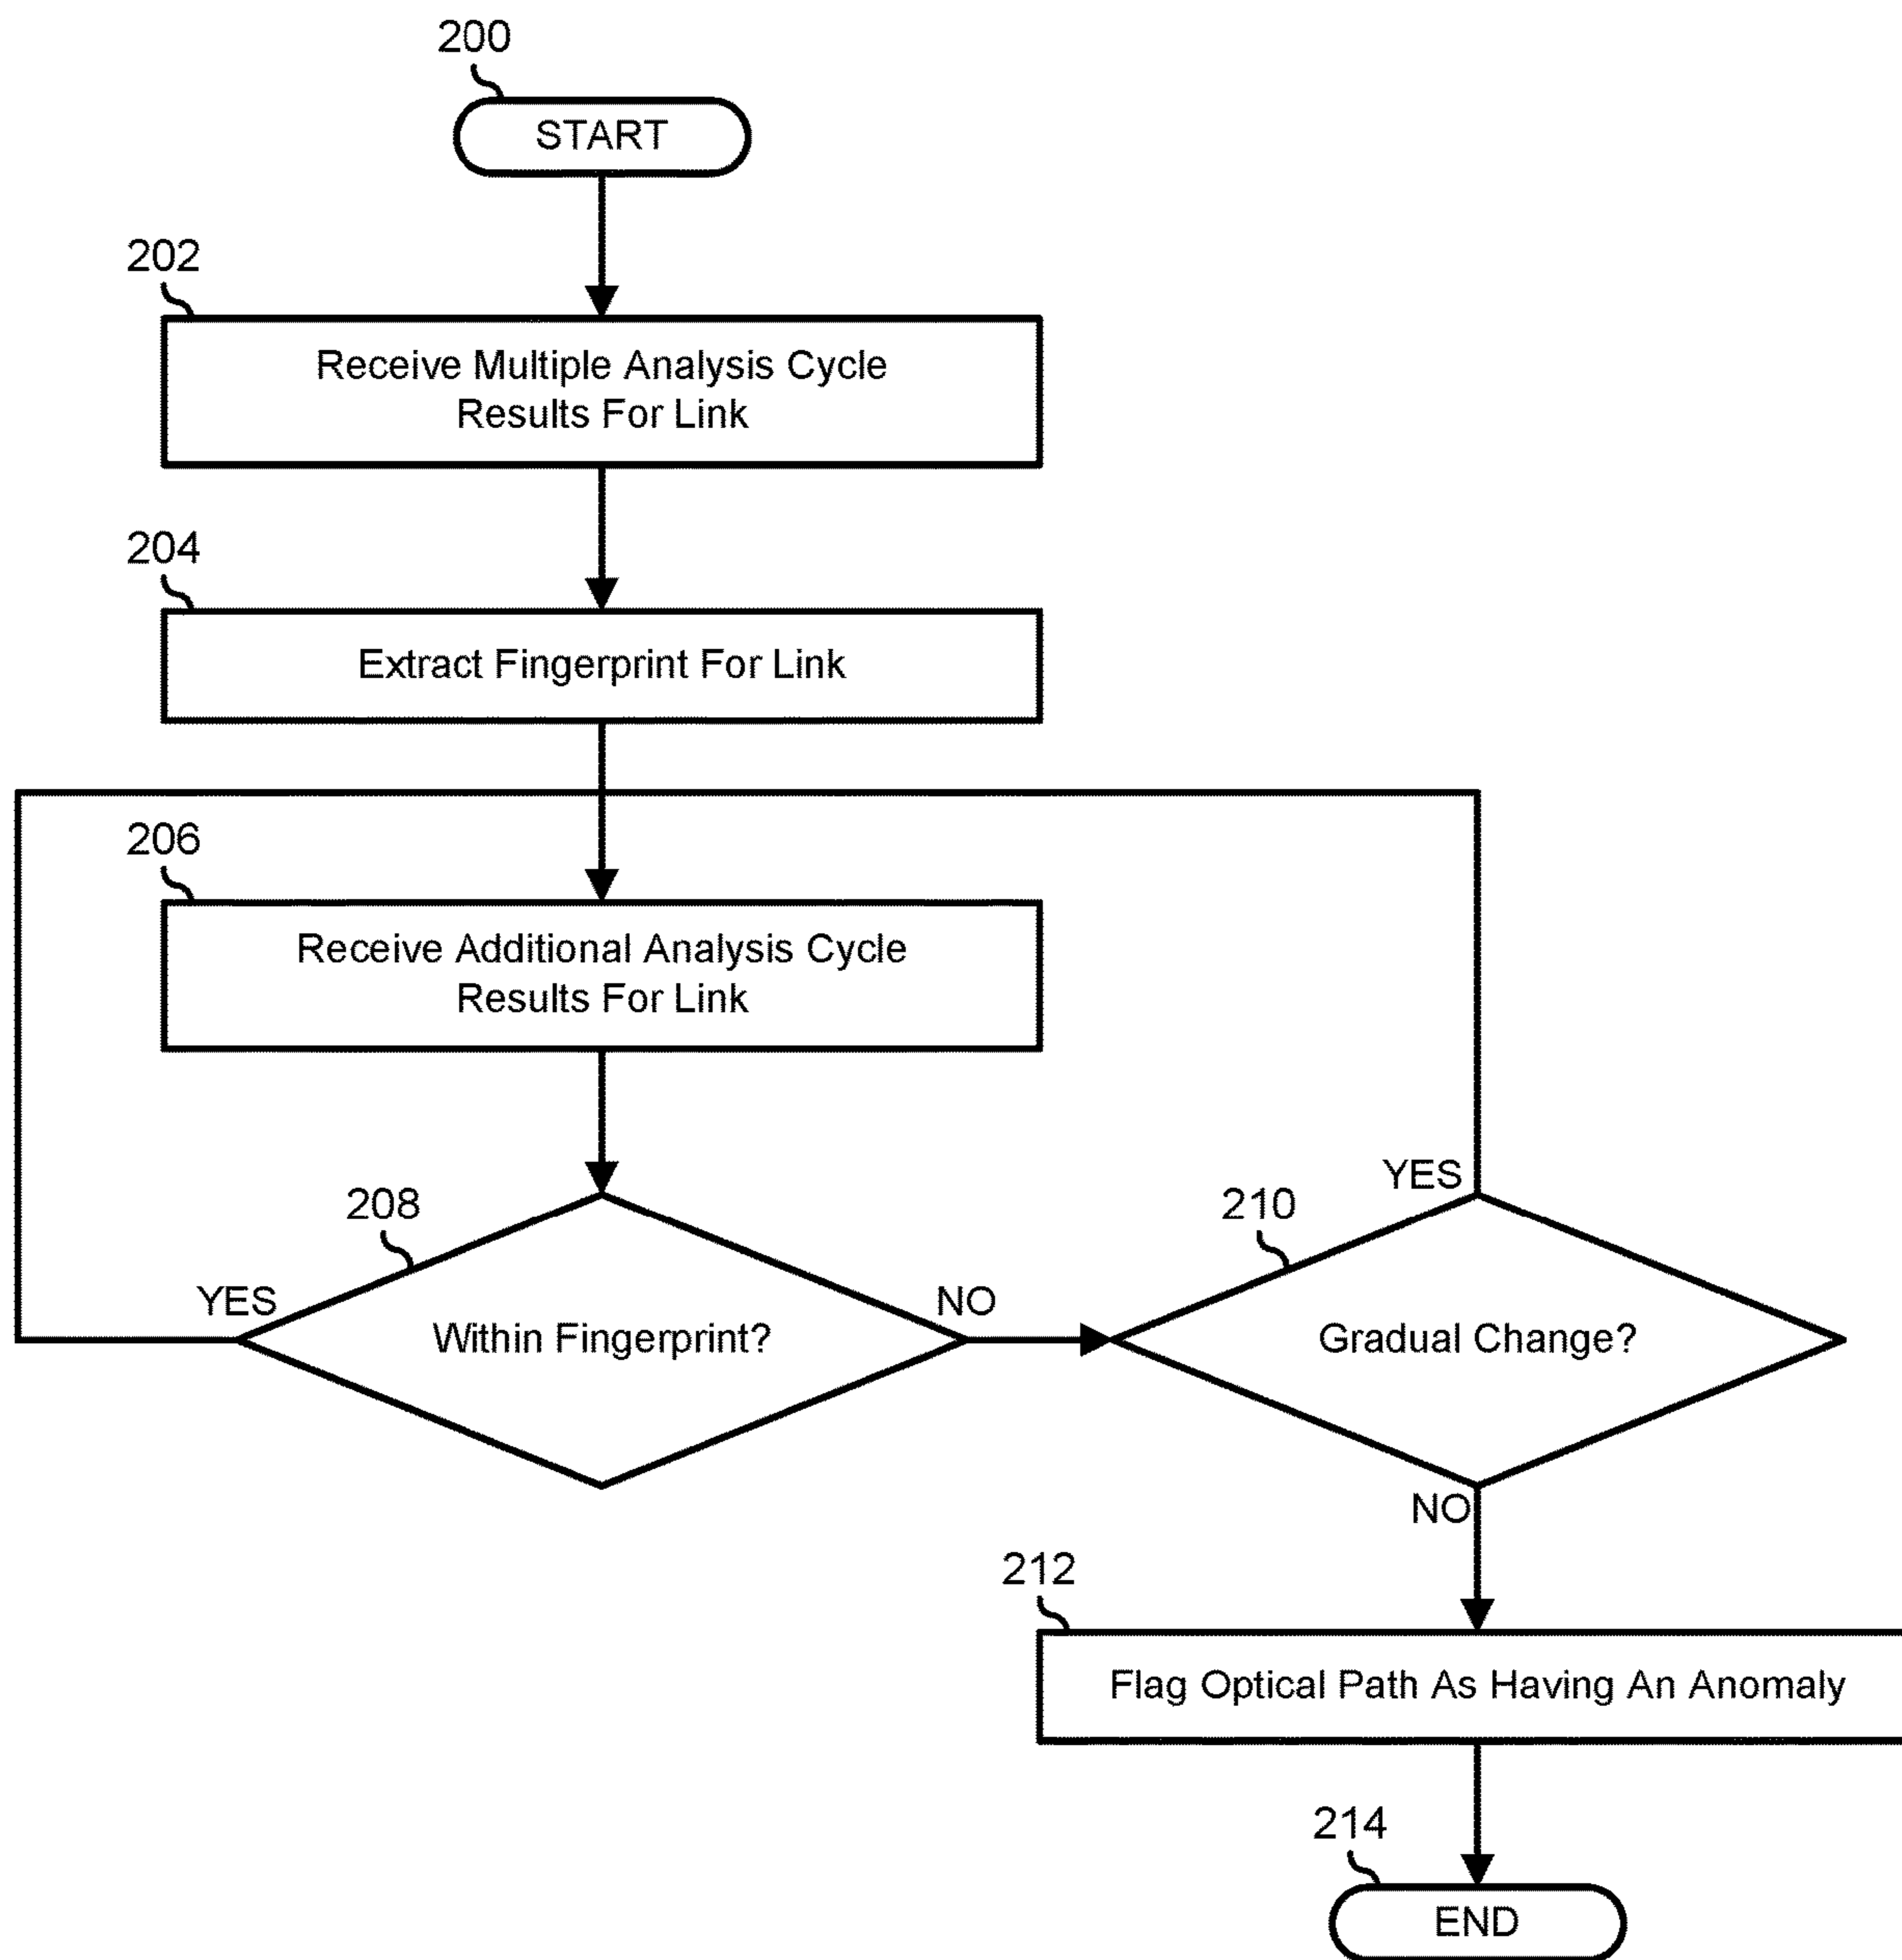 200
START
202
Receive Multiple Analysis Cycle
Results For Link
204
Extract Fingerprint For Link
206
Receive Additional Analysis Cycle
Results For Link
208
YES
Within Fingerprint?
NO
210
YES
Gradual Change?
NO
212
Flag Optical Path As Having An Anomaly
214
END